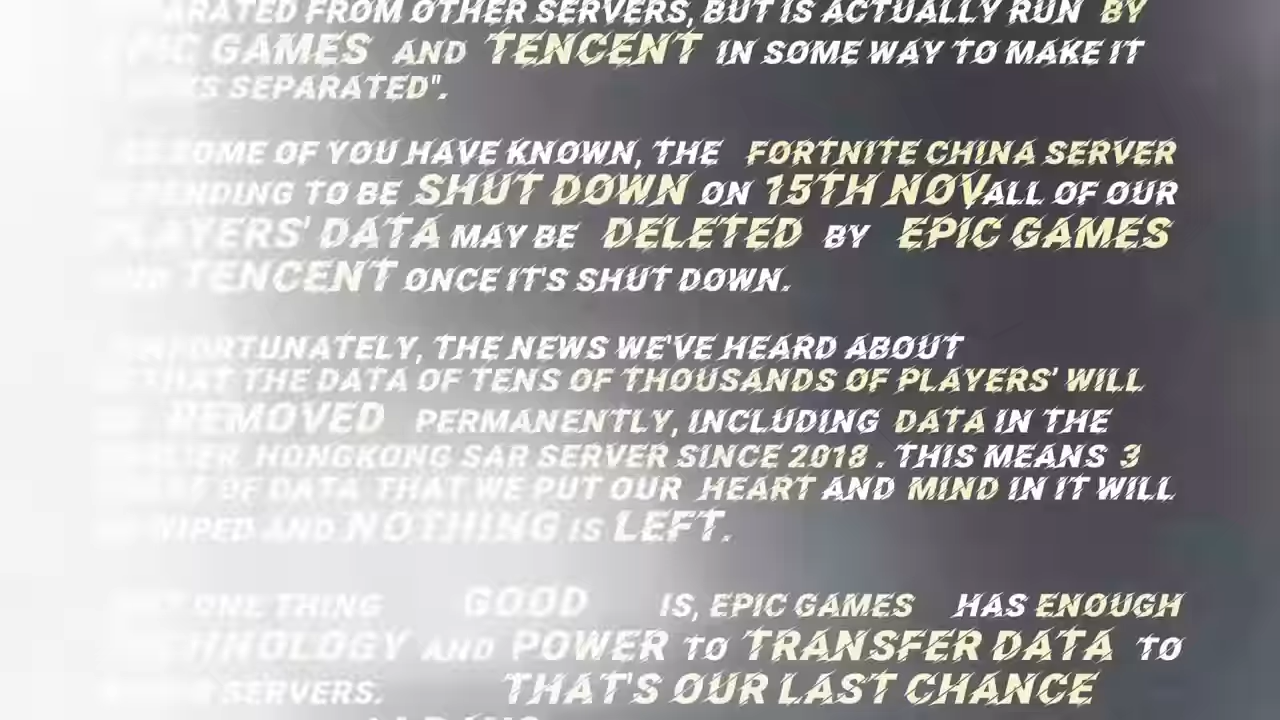 FROM OTHER SERVERS, BUT IS ACTUALLY RUN BY
EPIC GAMES AND TENCENT IN SOME WAY TO MAKE IT
SEPARATED".
SOME OF YOU HAVE KNOWN, THE FORTNITE CHINA SERVER
TO BE SHUT DOWN ON 15TH NOV ALL OF OUR
PLAYERS' DATA MAY BE DELETED BY EPIC GAMES
AND TENCENT ONCE IT'S SHUT DOWN.
UNFORTUNATELY, THE NEWS WE'VE HEARD ABOUT
THAT THE DATA OF TENS OF THOUSANDS OF PLAYERS' WILL
REMOVED PERMANENTLY, INCLUDING DATA IN THE
HUNGKONG SAR SERVER SINCE 2018 . THIS MEANS 3
OF DATA THAT WE PUT OUR HEART AND MIND IN IT WILL
WIPED AND NOTHING IS LEFT.
ONE THING GOOD IS, EPIC GAMES HAS ENOUGH
TECHNOLOGY AND POWER TO TRANSFER DATA TO
SERVERS. THAT'S OUR LAST CHANCE